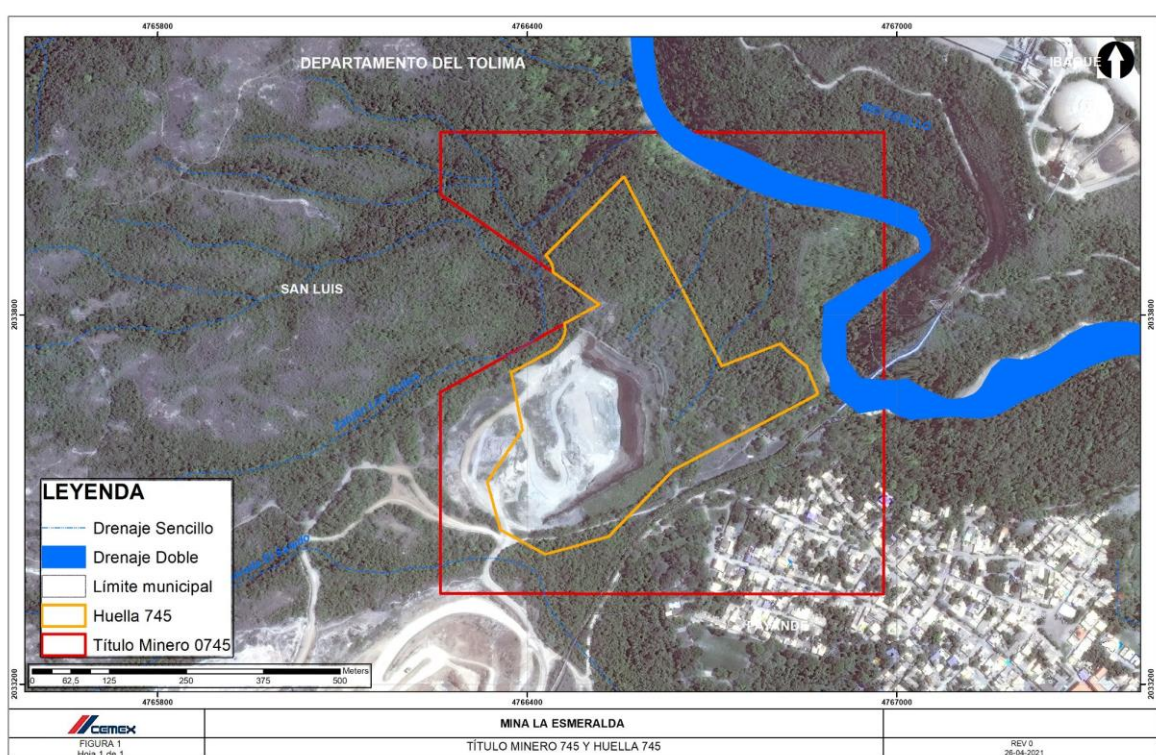 4765800
4766400
4767000
DEPARTAMENTO DEL TOLIMA
IBAGUÉ
2033800
2033800
SAN LUIS
PAYANDE
LEYENDA
Drenaje Sencillo
Drenaje Doble
Límite municipal
Huella 745
Título Minero 0745
Meters
0 62,5 125 250 375 500
2033200
2033200
4765800
4766400
4767000
CEMEX
FIGURA 1
Hoja 1 de 1
MINA LA ESMERALDA
TÍTULO MINERO 745 Y HUELLA 745
REV 0
26-04-2021